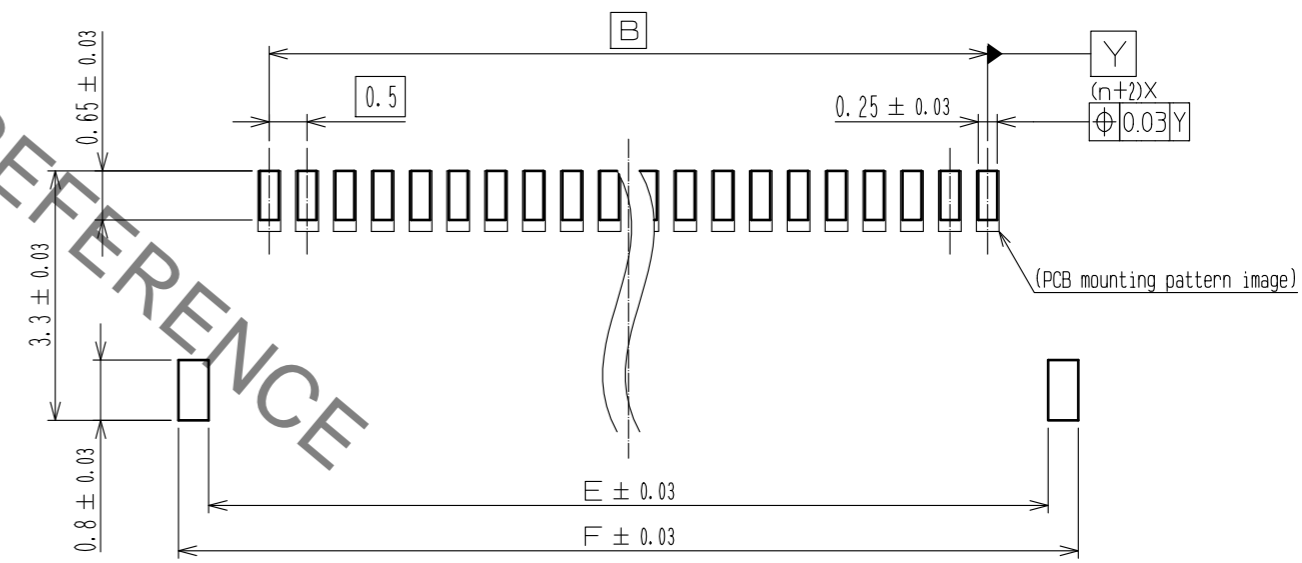 B
Y
0.5
0.25 ± 0.03
(n+2)X
⌖ 0.03 Y
0.65 ± 0.03
3.3 ± 0.03
0.8 ± 0.03
(PCB mounting pattern image)
E ± 0.03
F ± 0.03